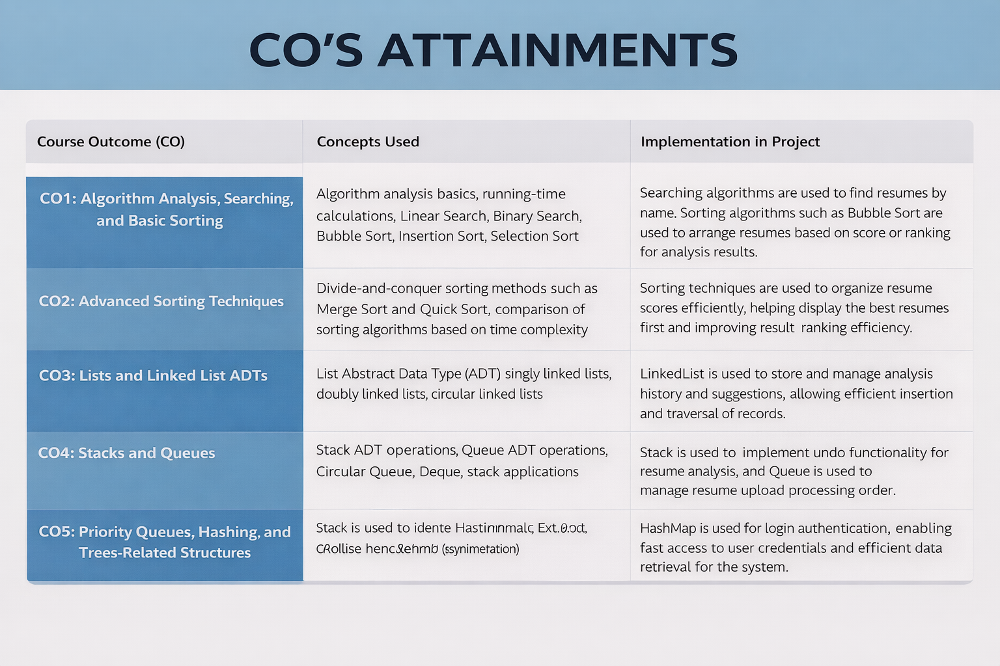 CO'S ATTAINMENTS
Course Outcome (CO)
Concepts Used
Implementation in Project
CO1: Algorithm Analysis, Searching,
and Basic Sorting
Algorithm analysis basics, running-time
calculations, Linear Search, Binary Search,
Bubble Sort, Insertion Sort, Selection Sort
Searching algorithms are used to find resumes by
name. Sorting algorithms such as Bubble Sort are
used to arrange resumes based on score or ranking
for analysis results.
CO2: Advanced Sorting Techniques
Divide-and-conquer sorting methods such as
Merge Sort and Quick Sort, comparison of
sorting algorithms based on time complexity
Sorting techniques are used to organize resume
scores efficiently, helping display the best resumes
first and improving result ranking efficiency.
CO3: Lists and Linked List ADTs
List Abstract Data Type (ADT) singly linked lists,
doubly linked lists, circular linked lists
LinkedList is used to store and manage analysis
history and suggestions, allowing efficient insertion
and traversal of records.
CO4: Stacks and Queues
Stack ADT operations, Queue ADT operations,
Circular Queue, Deque, stack applications
Stack is used to implement undo functionality for
resume analysis, and Queue is used to
manage resume upload processing order.
CO5: Priority Queues, Hashing, and
Trees-Related Structures
Stack is used to idente
HashMap is used for login authentication, enabling
fast access to user credentials and efficient data
retrieval for the system.